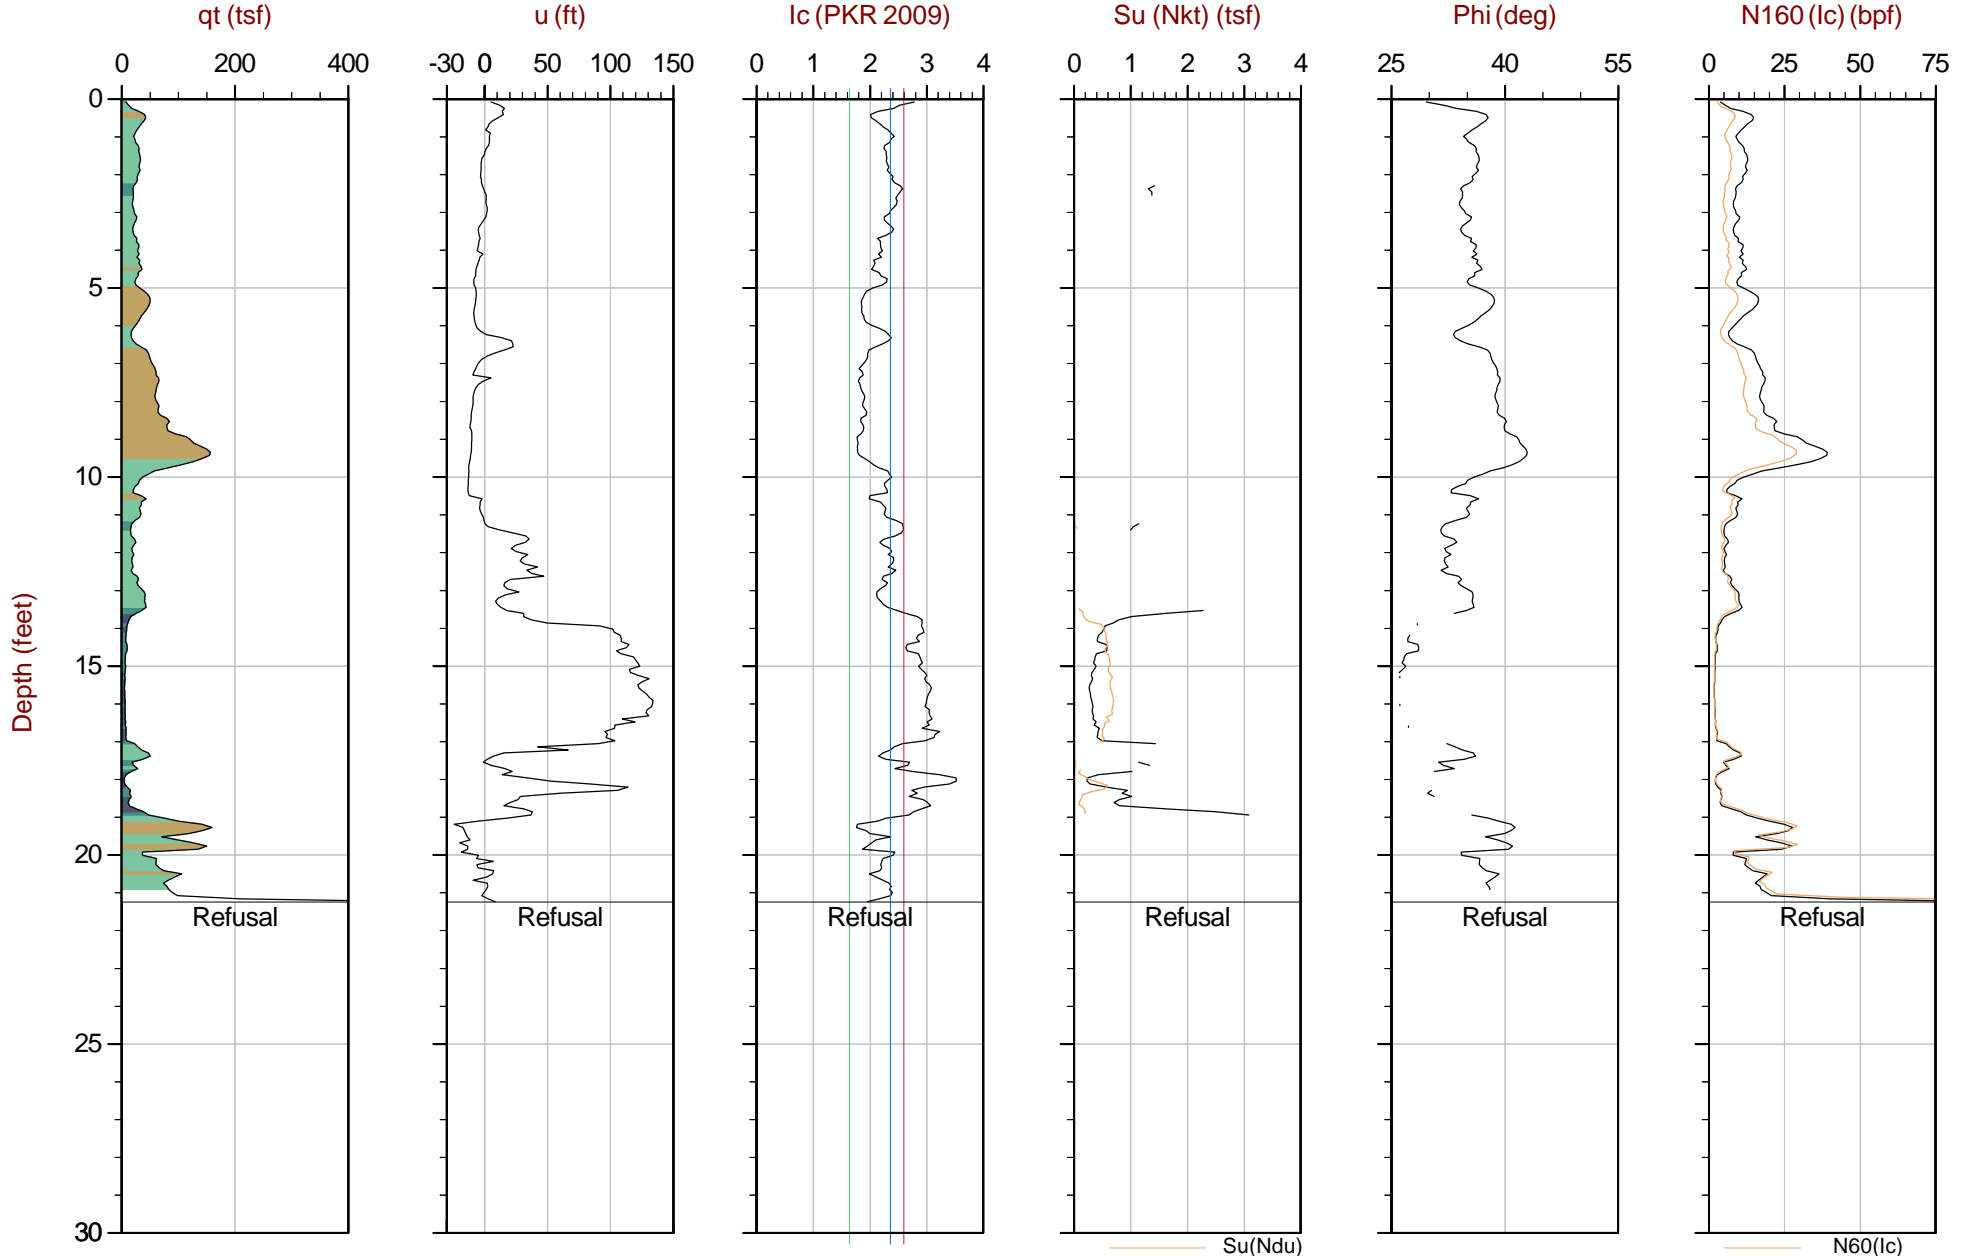 qt (tsf) u (ft) Ic (PKR 2009) Su (Nkt) (tsf) Phi (deg) N160 (Ic) (bpf)
0 200 400 -30 0 50 100 150 0 1 2 3 4 0 1 2 3 4 25 40 55 0 25 50 75
0
5
10
15
Depth (feet)
20
Refusal Refusal Refusal Refusal Refusal Refusal
25
30
Su(Ndu) N60(Ic)